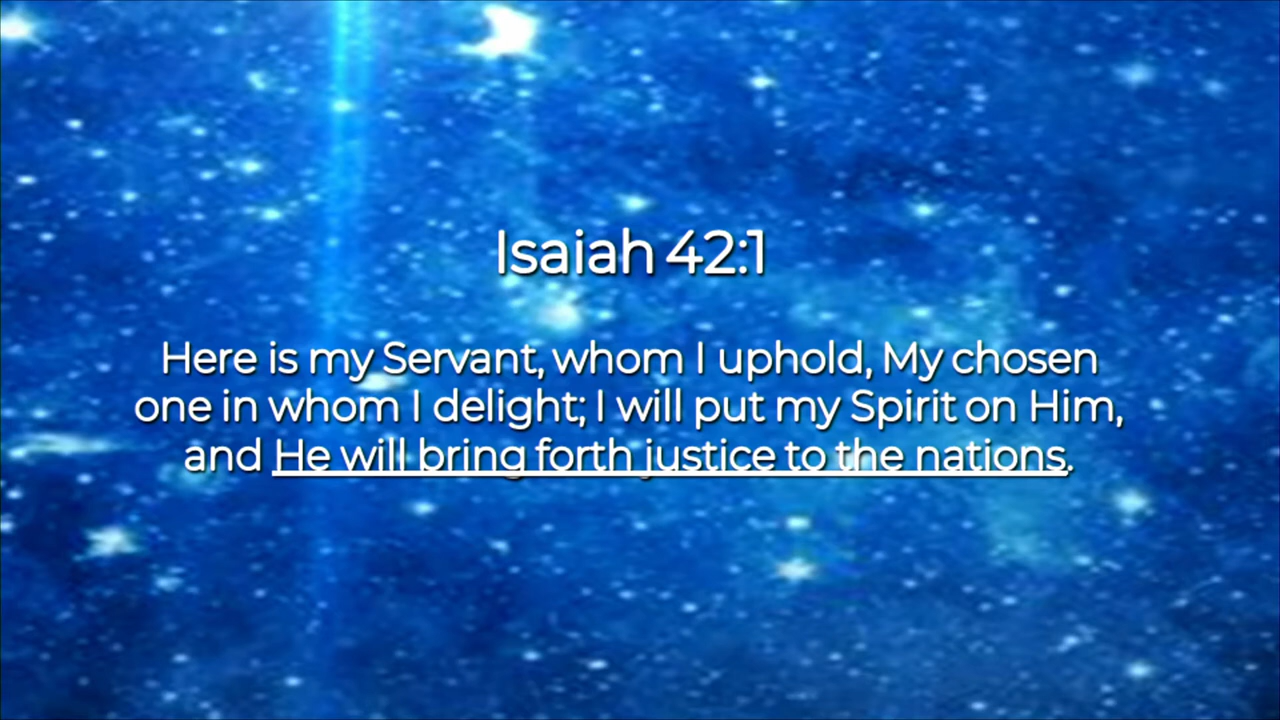 Isaiah 42:1
Here is my Servant, whom I uphold, My chosen
one in whom I delight; I will put my Spirit on Him,
and He will bring forth justice to the nations.